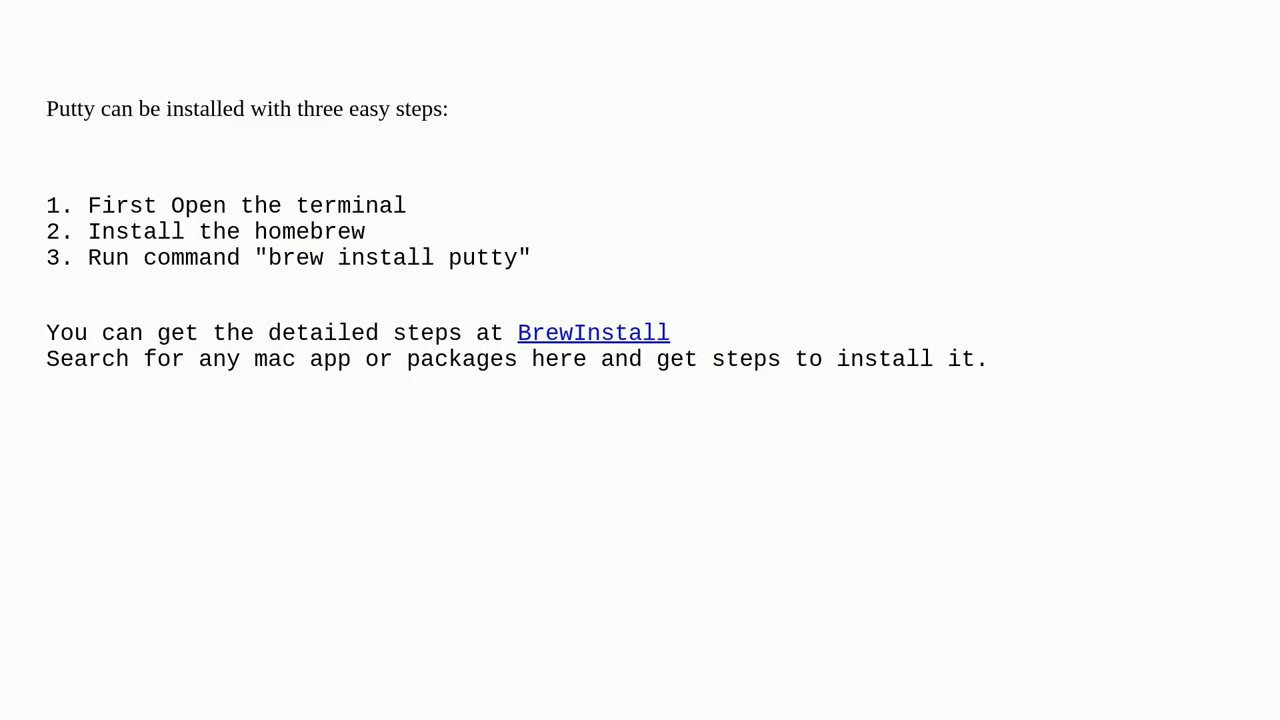 Putty can be installed with three easy steps:
1. First Open the terminal
2. Install the homebrew
3. Run command "brew install putty"
You can get the detailed steps at BrewInstall
Search for any mac app or packages here and get steps to install it.